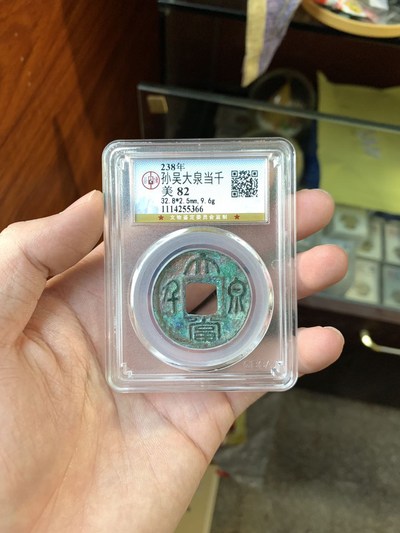 238年
孙吴大泉当千
美 82
32.8*2.5mm,9.6g
1114255366
大
泉
當
千